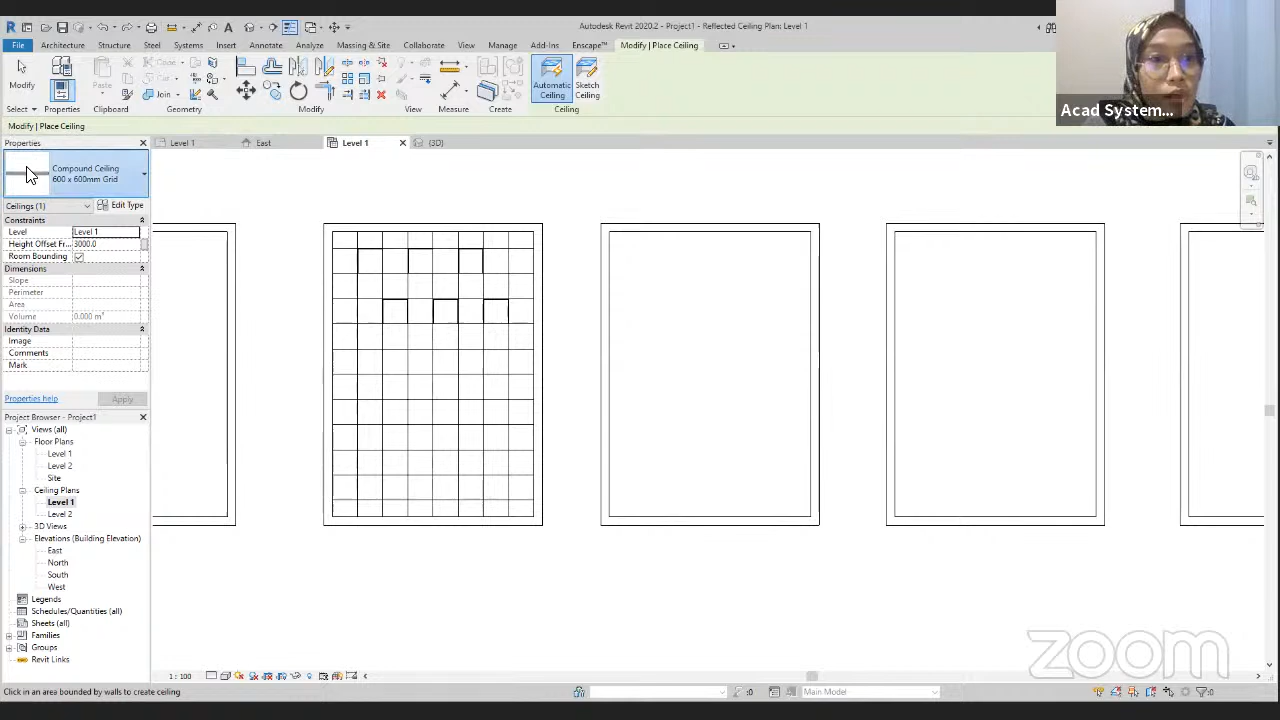 Autodesk Revit 2020.2 - Project1 - Reflected Ceiling Plan: Level 1
File Architecture Structure Steel Systems Insert Annotate Analyze Massing & Site Collaborate View Manage Add-Ins Enscape™ Modify | Place Ceiling
Modify
Paste
Cope
Cut
Join
Automatic Ceiling
Sketch Ceiling
Select Properties Clipboard Geometry Modify View Measure Create Ceiling
Acad System...
Modify | Place Ceiling
Properties
Level 1 East Level 1 (3D)
Compound Ceiling
600 x 600mm Grid
Ceilings (1) Edit Type
Constraints
Level Level 1
Height Offset Fr... 3000.0
Room Bounding
Dimensions
Slope
Perimeter
Area
Volume 0.000 m³
Identity Data
Image
Comments
Mark
Properties help Apply
Project Browser - Project1
Views (all)
Floor Plans
Level 1
Level 2
Site
Ceiling Plans
Level 1
Level 2
3D Views
Elevations (Building Elevation)
East
North
South
West
Legends
Schedules/Quantities (all)
Sheets (all)
Families
Groups
Revit Links
zoom
1 : 100
Click in an area bounded by walls to create ceiling
:0
Main Model
:0